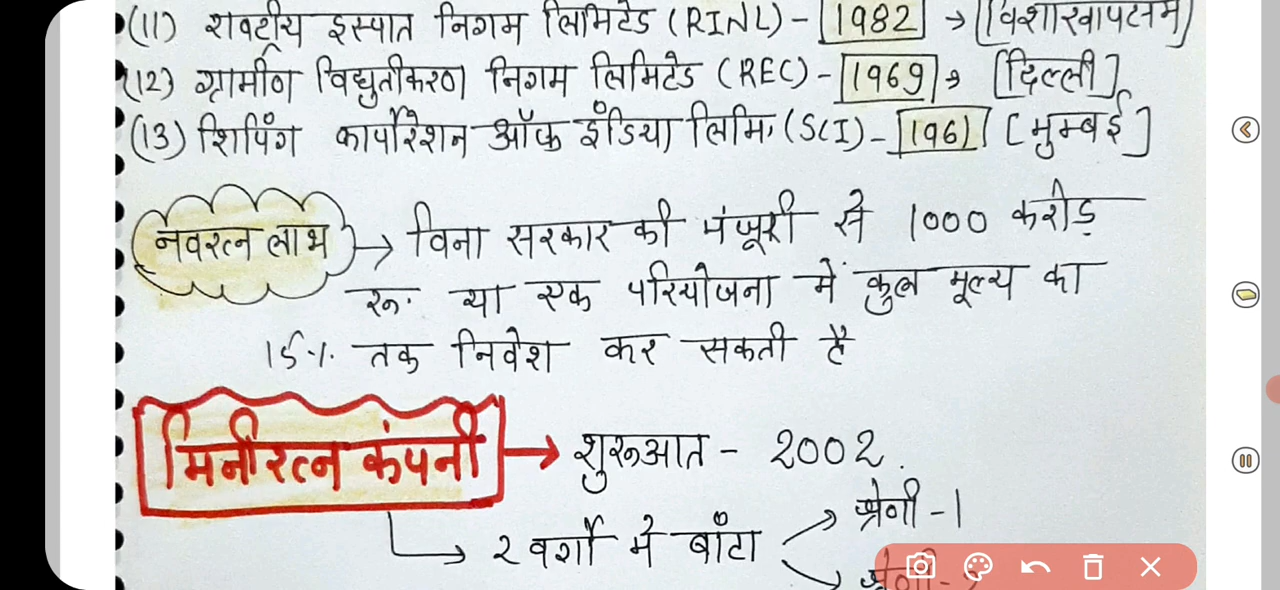 (11) राष्ट्रीय इस्पात निगम लिमिटेड (RINL) - 1982 → [विशाखापटनम]
(12) ग्रामीण विद्युतीकरण निगम लिमिटेड (REC) - 1969 → [दिल्ली]
(13) शिपिंग कार्पोरेशन ऑफ इंडिया लिमि. (SCI) - 1961 [मुम्बई]
नवरत्न लाभ → विना सरकार की मंजूरी से 1000 करोड़
रू. या एक परियोजना में कुल मूल्य का
15% तक निवेश कर सकती है
मिनीरत्न कंपनी → शुरूआत - 2002.
श्रेणी - 1
2 वर्गों में बांटा
श्रेणी - 2